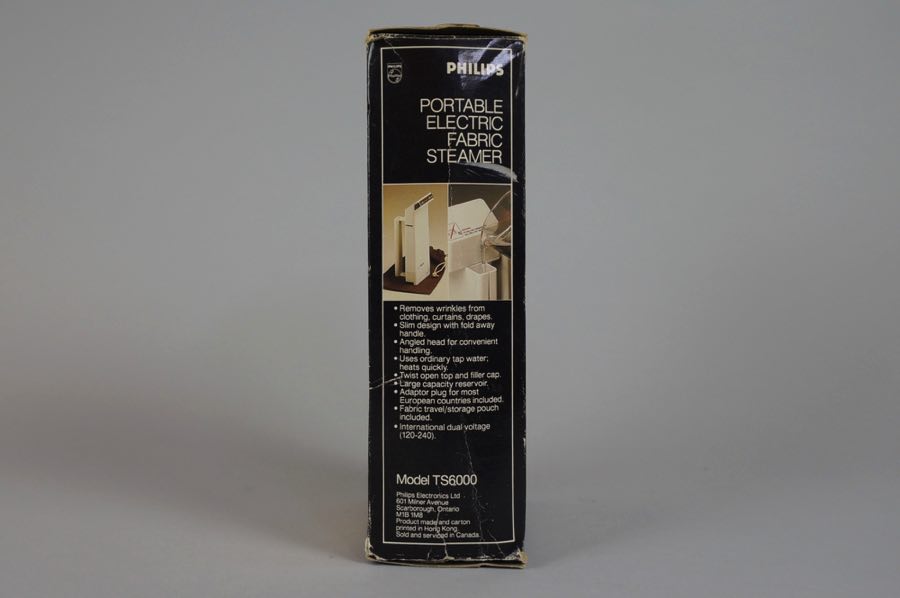 PHILIPS
PHILIPS
PORTABLE
ELECTRIC
FABRIC
STEAMER
• Removes wrinkles from
clothing, curtains, drapes.
• Slim design with fold away
handle.
• Angled head for convenient
handling.
• Uses ordinary tap water;
heats quickly.
• Twist open top and filler cap.
• Large capacity reservoir.
• Adaptor plug for most
European countries included.
• Fabric travel/storage pouch
included.
• International dual voltage
(120-240).
Model TS6000
Philips Electronics Ltd
601 Milner Avenue
Scarborough, Ontario
M1B 1M8
Product made and carton
printed in Hong Kong.
Sold and serviced in Canada.